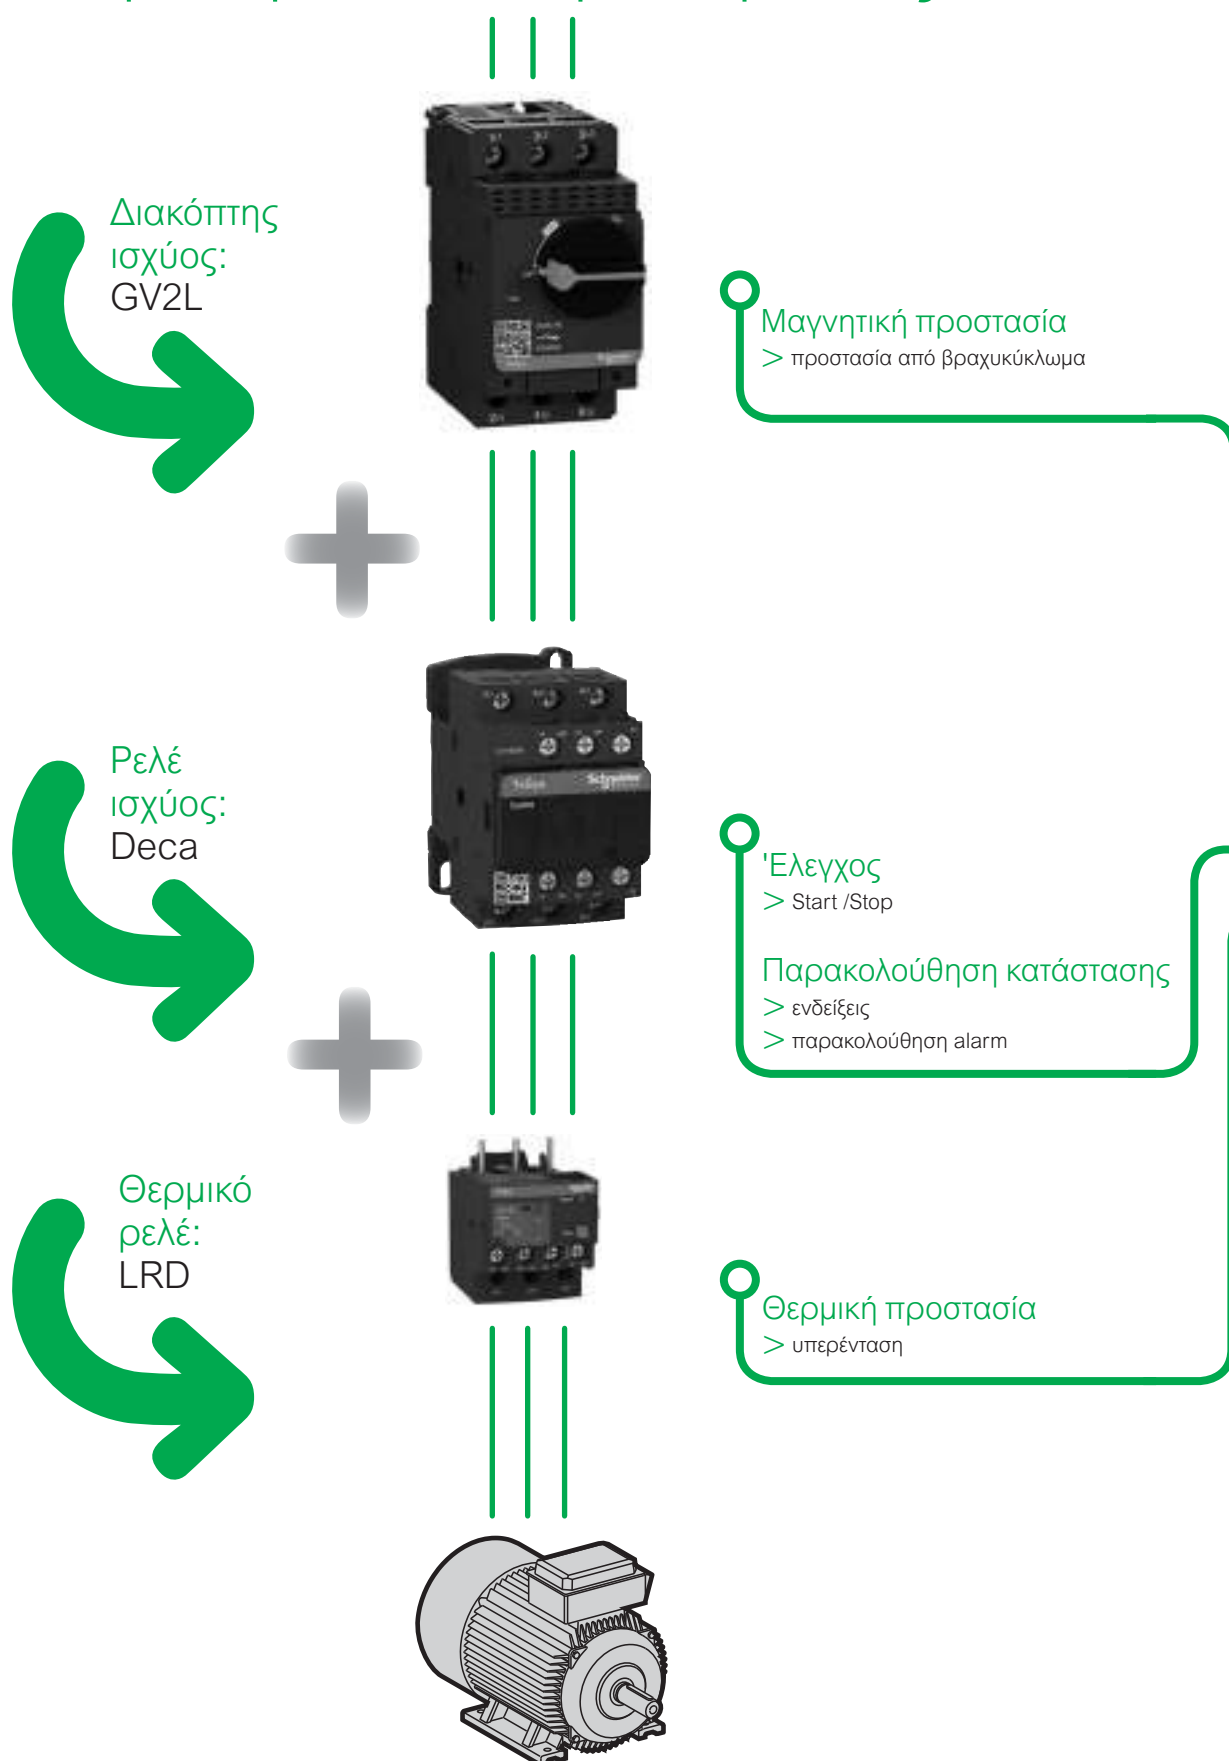 Διακόπτης
ισχύος:
GV2L
Μαγνητική προστασία
> προστασία από βραχυκύκλωμα
Ρελέ
ισχύος:
Deca
Schneider
'Ελεγχος
> Start /Stop
Παρακολούθηση κατάστασης
> ενδείξεις
> παρακολούθηση alarm
Θερμικό
ρελέ:
LRD
Θερμική προστασία
> υπερένταση